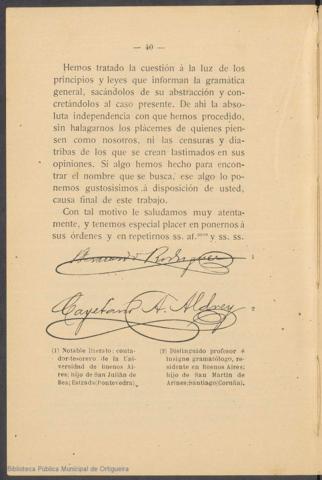 — 40 —
Hemos tratado la cuestión á la luz de los
principios y leyes que informan la gramática
general, sacándolos de su abstracción y con-
cretándolos al caso presente. De ahí la abso-
luta independencia con que hemos procedido,
sin halagarnos los plácemes de quienes pien-
sen como nosotros, ni las censuras y dia-
tribas de los que se crean lastimados en sus
opiniones. Si algo hemos hecho para encon-
trar el nombre que se busca, ese algo lo po-
nemos gustosísimos á disposición de usted,
causa final de este trabajo.
Con tal motivo le saludamos muy atenta-
mente, y tenemos especial placer en ponernos á
sus órdenes y en repetirnos ss. af.mos y ss. ss.
Rodríguez 1
Cayetano A. Aldrey 2
(1) Notable literato: conta-
dor-tesorero de la Uni-
versidad de Buenos Ai-
res; hijo de San Julián de
Bea; Estrada (Pontevedra).
(2) Distinguido profesor é
insigne gramatólogo, re-
sidente en Buenos Aires;
hijo de San Martin de
Arines; Santiago (Coruña).
Biblioteca Pública Municipal de Ortigueira